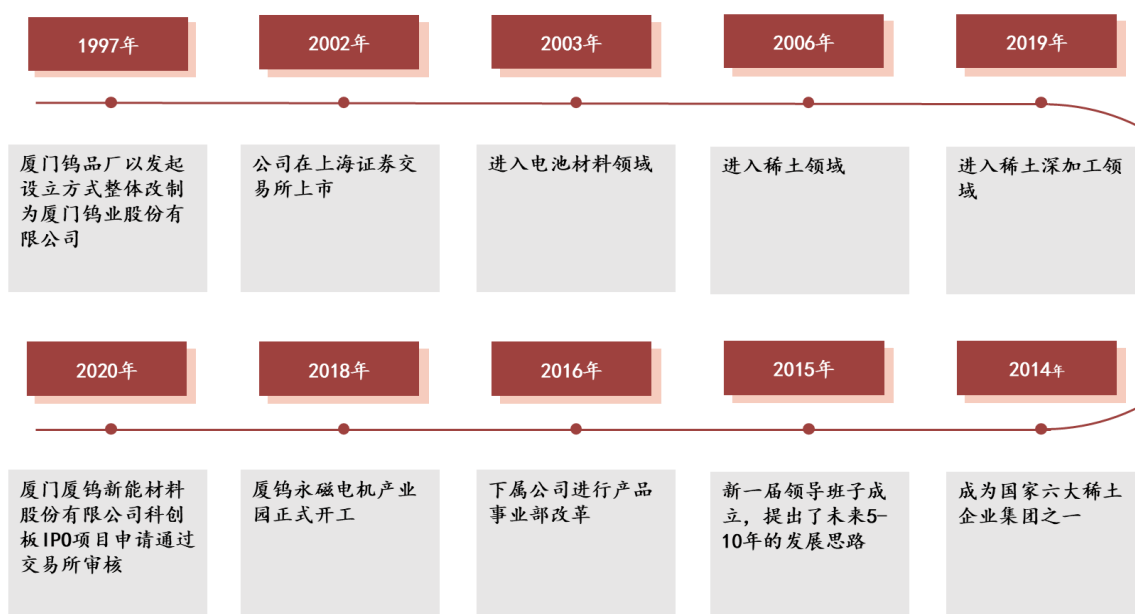 1997年
2002年
2003年
2006年
2019年
厦门钨品厂以发起
设立方式整体改制
为厦门钨业股份有
限公司
公司在上海证券交
易所上市
进入电池材料领域
进入稀土领域
进入稀土深加工领
域
2020年
2018年
2016年
2015年
2014年
厦门厦钨新能材料
股份有限公司科创
板IPO项目申请通过
交易所审核
厦钨永磁电机产业
园正式开工
下属公司进行产品
事业部改革
新一届领导班子成
立，提出了未来5-
10年的发展思路
成为国家六大稀土
企业集团之一